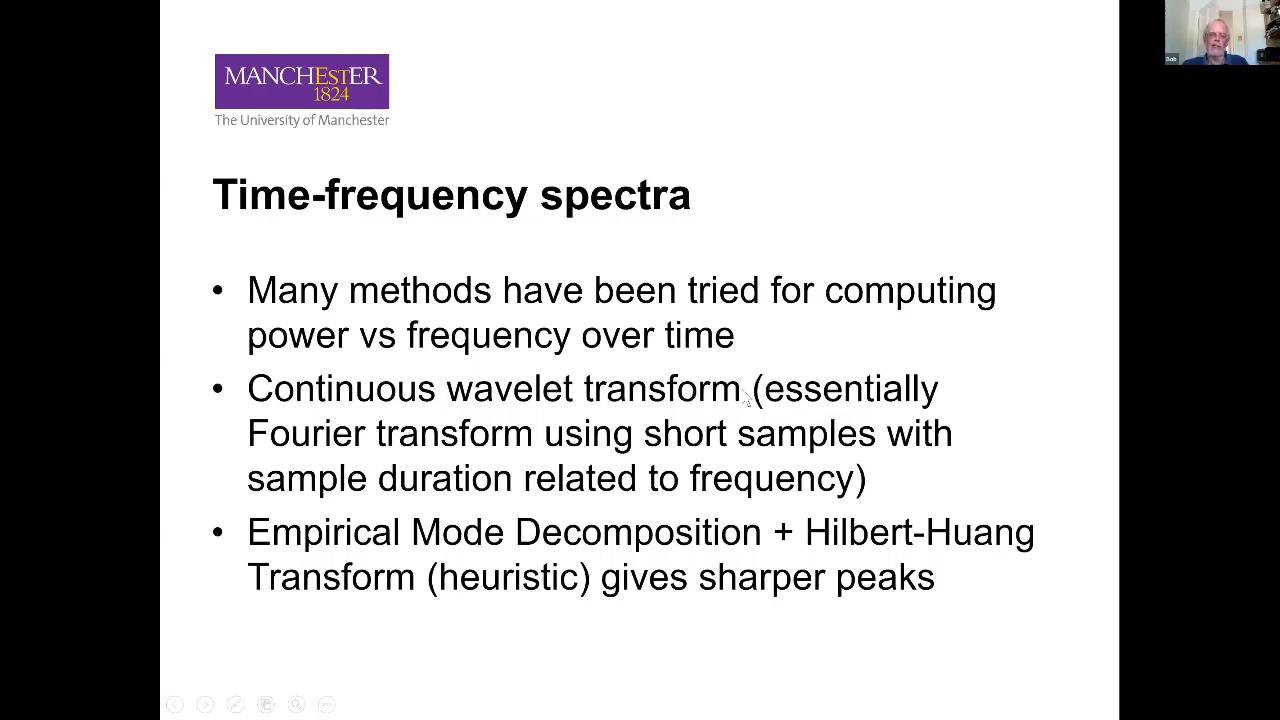 Bob
MANCHESTER
1824
The University of Manchester
Time-frequency spectra
• Many methods have been tried for computing
power vs frequency over time
• Continuous wavelet transform (essentially
Fourier transform using short samples with
sample duration related to frequency)
• Empirical Mode Decomposition + Hilbert-Huang
Transform (heuristic) gives sharper peaks